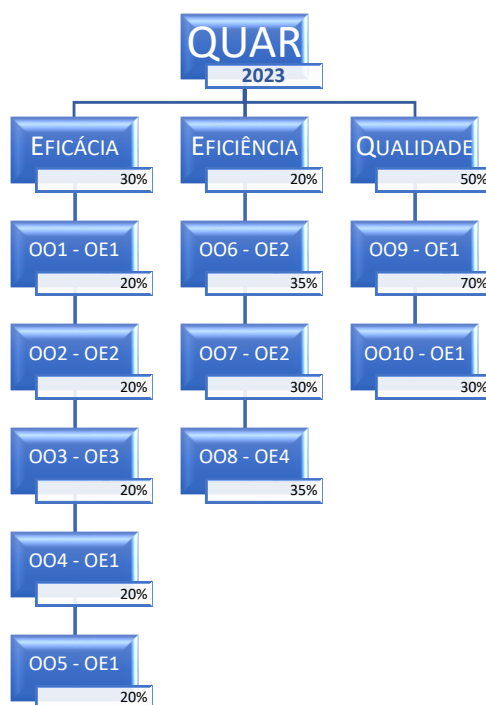 QUAR
2023
EFICÁCIA
30%
OO1 - OE1
20%
OO2 - OE2
20%
OO3 - OE3
20%
OO4 - OE1
20%
OO5 - OE1
20%
EFICIÊNCIA
20%
OO6 - OE2
35%
OO7 - OE2
30%
OO8 - OE4
35%
QUALIDADE
50%
OO9 - OE1
70%
OO10 - OE1
30%